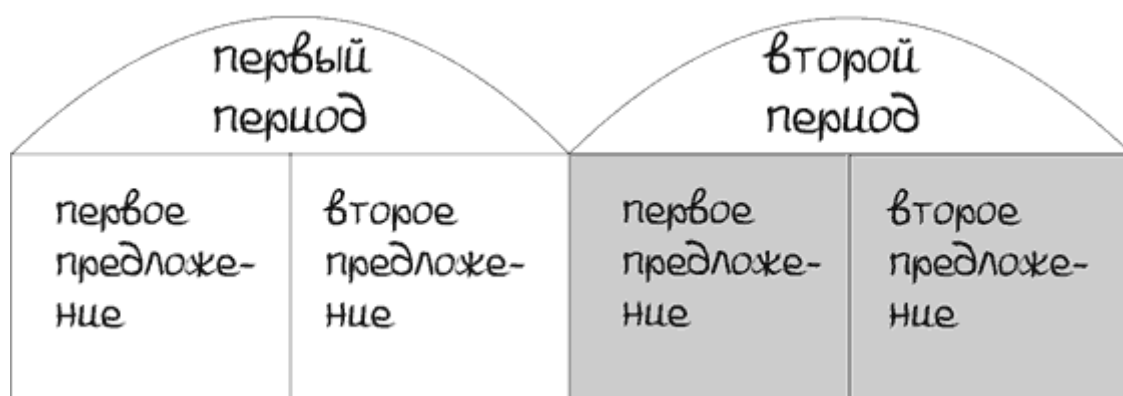 первый
период
второй
период
первое
предложе-
ние
второе
предложе-
ние
первое
предложе-
ние
второе
предложе-
ние